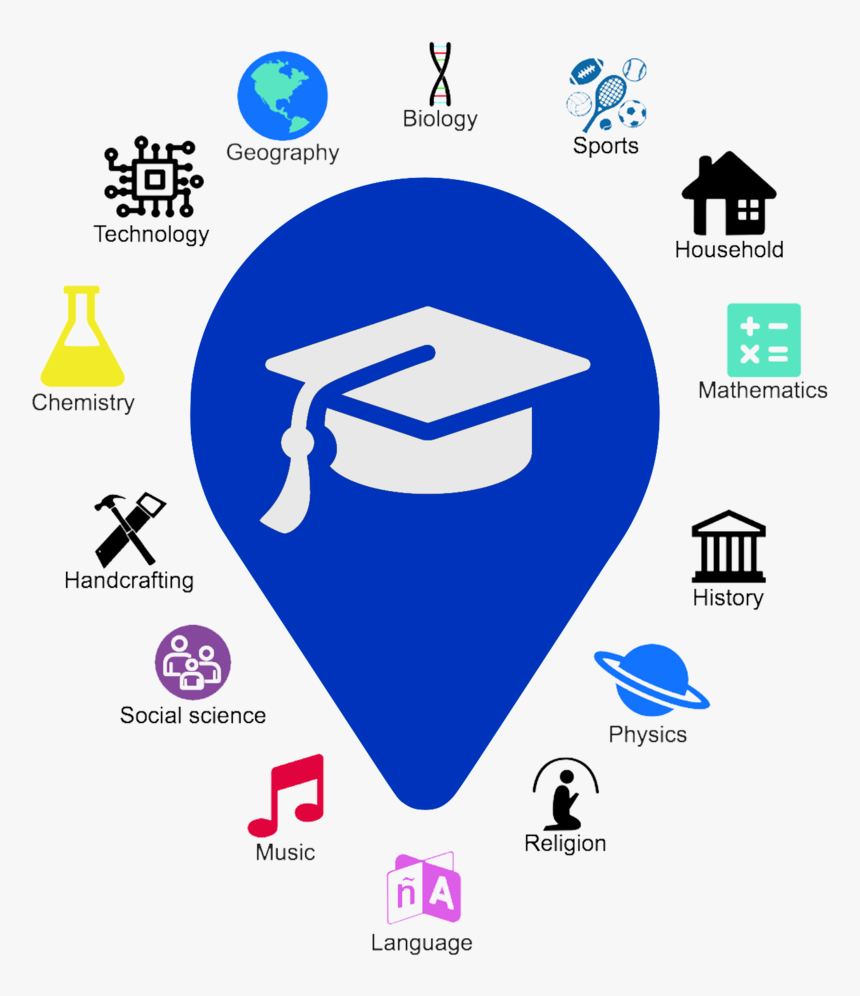 Biology
Sports
Geography
Technology
Household
Mathematics
Chemistry
Handcrafting
History
Social science
Physics
Religion
Music
ñ A
Language